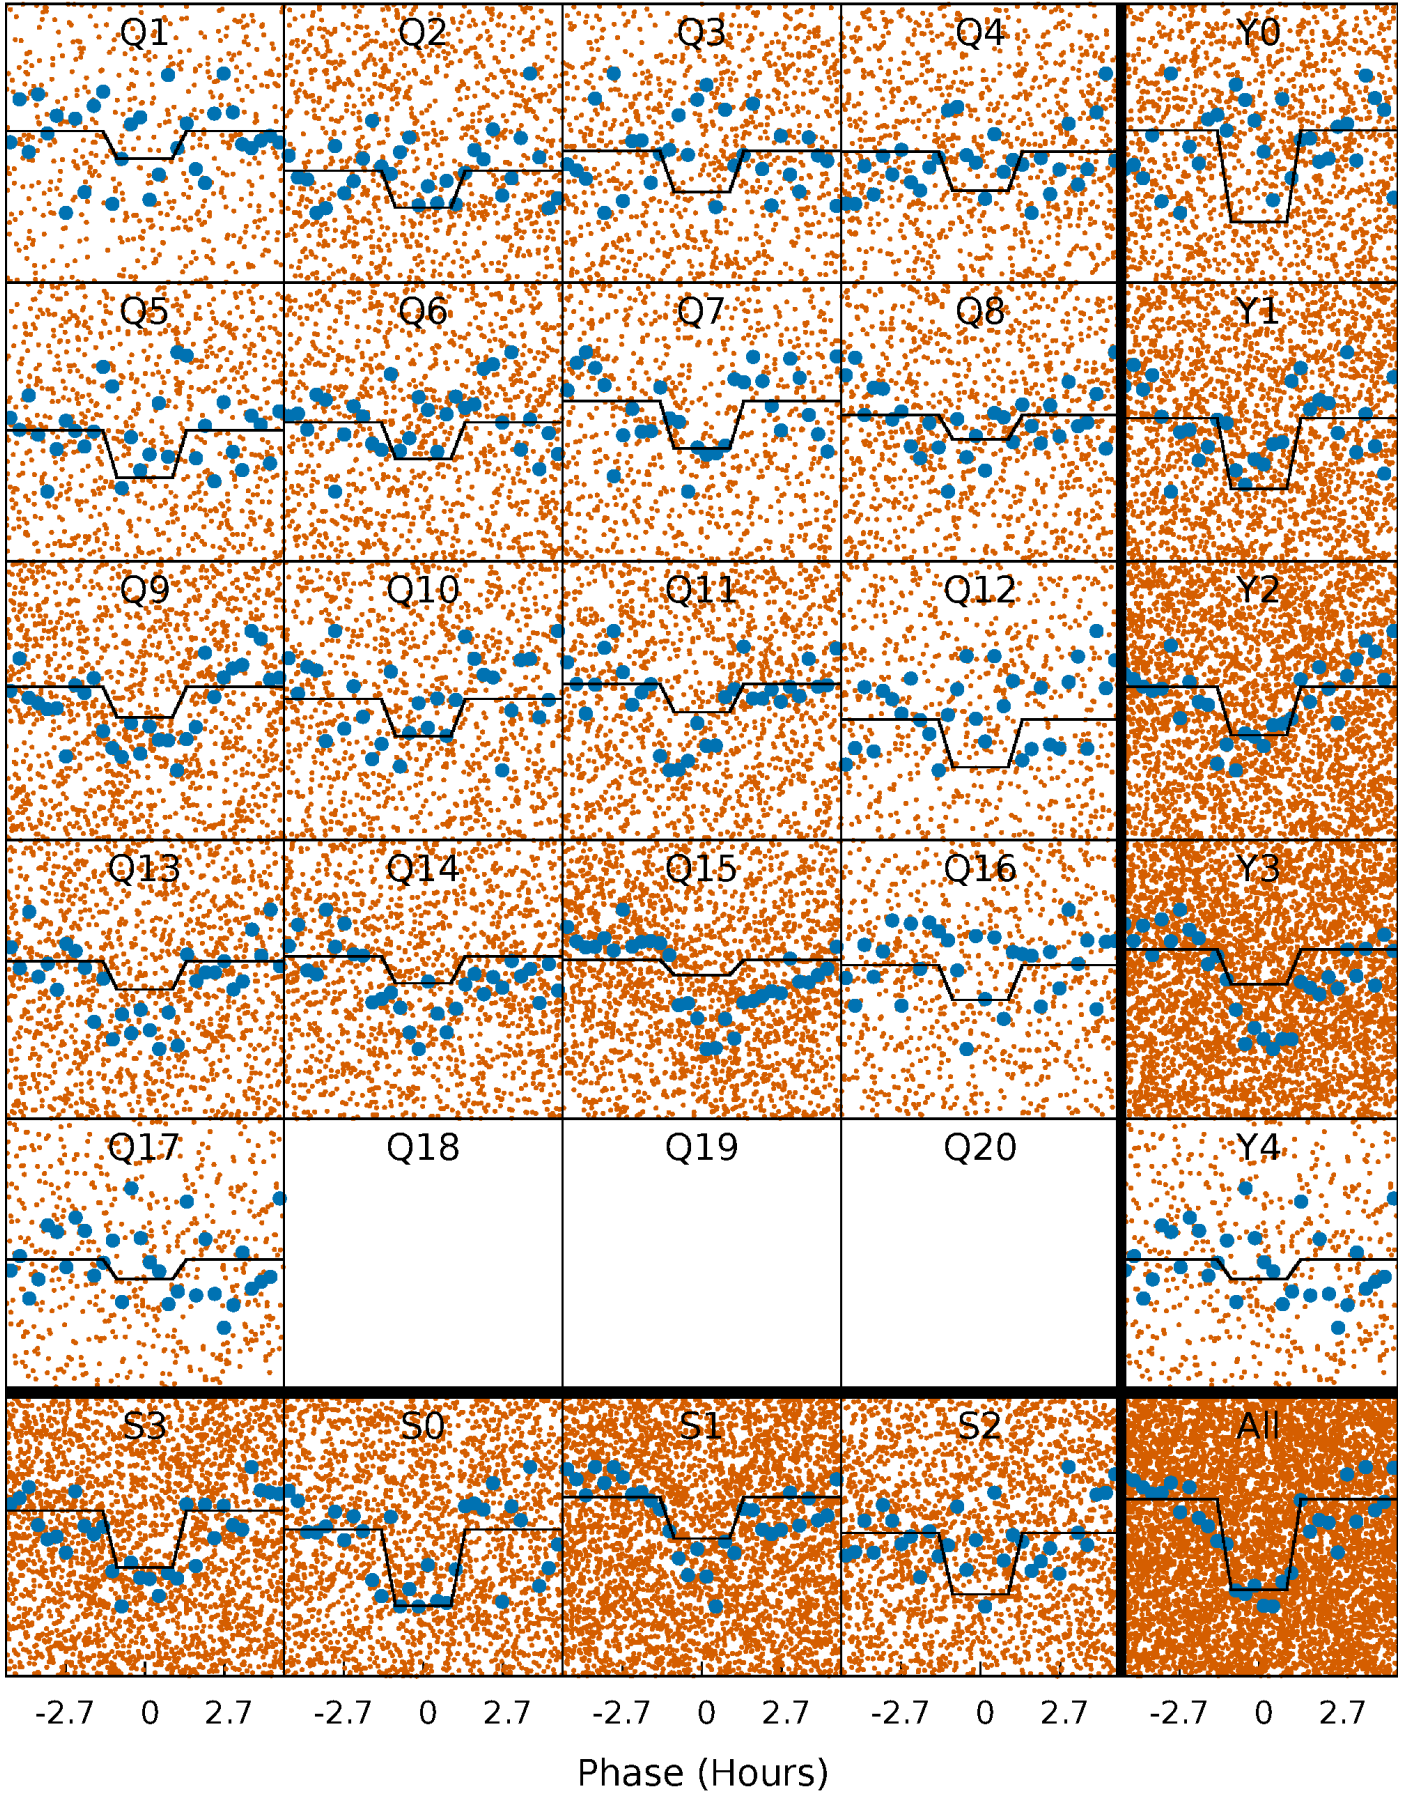 Q1 Q2 Q3 Q4 Y0
Q5 Q6 Q7 Q8 Y1
Q9 Q10 Q11 Q12 Y2
Q13 Q14 Q15 Q16 Y3
Q17 Q18 Q19 Q20 Y4
S3 S0 S1 S2 All
-2.7 0 2.7 -2.7 0 2.7 -2.7 0 2.7 -2.7 0 2.7 -2.7 0 2.7
Phase (Hours)